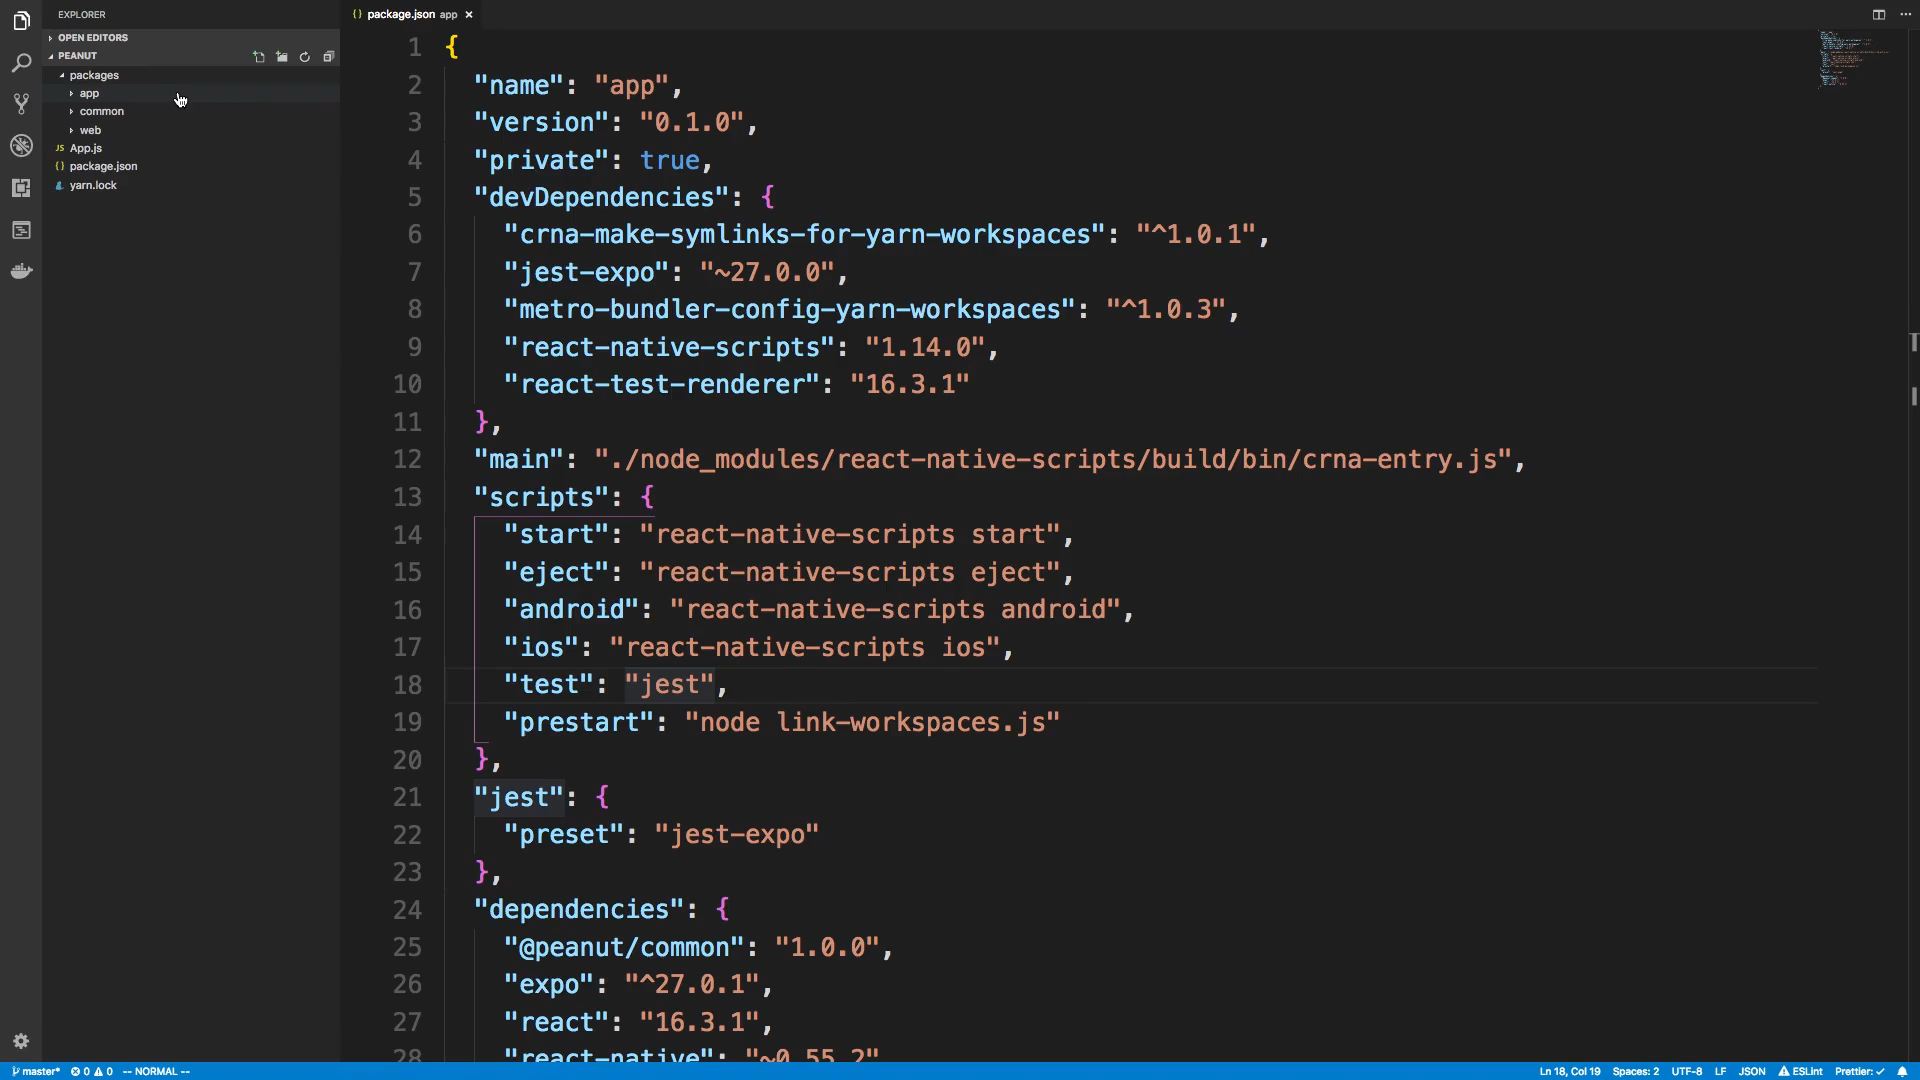 EXPLORER
OPEN EDITORS
PEANUT
packages
app
common
web
JS App.js
{} package.json
yarn.lock
{} package.json app ×
1 {
2 "name": "app",
3 "version": "0.1.0",
4 "private": true,
5 "devDependencies": {
6 "crna-make-symlinks-for-yarn-workspaces": "^1.0.1",
7 "jest-expo": "~27.0.0",
8 "metro-bundler-config-yarn-workspaces": "^1.0.3",
9 "react-native-scripts": "1.14.0",
10 "react-test-renderer": "16.3.1"
11 },
12 "main": "./node_modules/react-native-scripts/build/bin/crna-entry.js",
13 "scripts": {
14 "start": "react-native-scripts start",
15 "eject": "react-native-scripts eject",
16 "android": "react-native-scripts android",
17 "ios": "react-native-scripts ios",
18 "test": "jest",
19 "prestart": "node link-workspaces.js"
20 },
21 "jest": {
22 "preset": "jest-expo"
23 },
24 "dependencies": {
25 "@peanut/common": "1.0.0",
26 "expo": "^27.0.1",
27 "react": "16.3.1",
28 "react-native": "~0.55.2"
master* 0 0 -- NORMAL --
Ln 18, Col 19 Spaces: 2 UTF-8 LF JSON ESLint Prettier: ✓